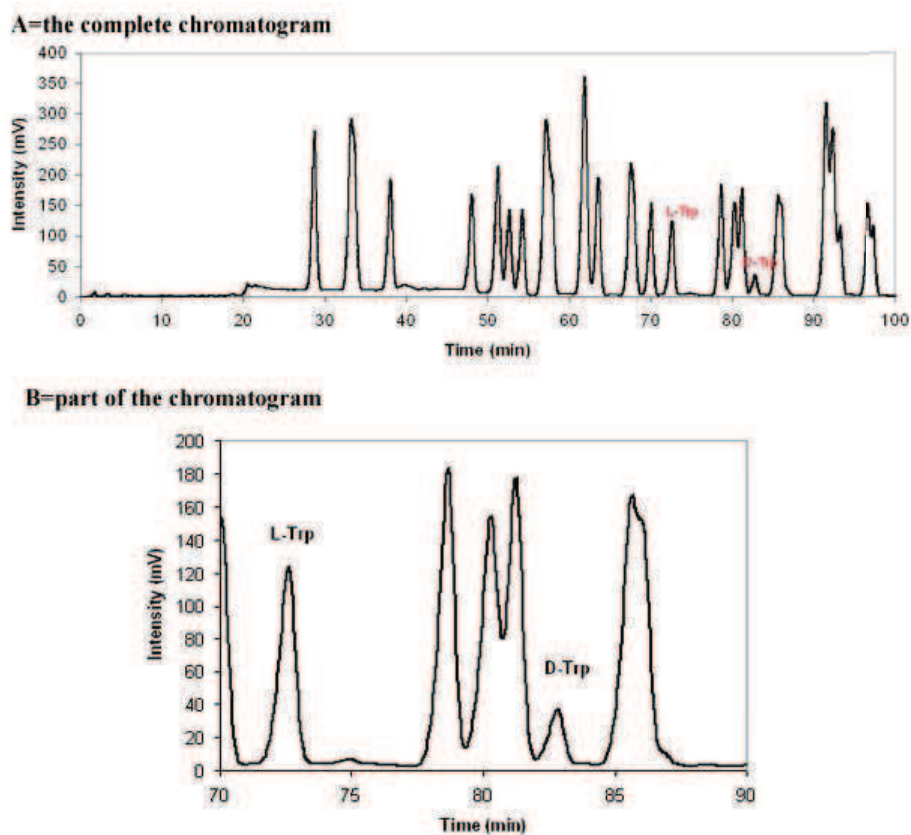 A=the complete chromatogram
400
350
300
250
200
150
100
50
0
Intensity (mV)
L-Trp
D-Trp
0 10 20 30 40 50 60 70 80 90 100
Time (min)
B=part of the chromatogram
200
180
160
140
120
100
80
60
40
20
0
Intensity (mV)
L-Trp
D-Trp
70 75 80 85 90
Time (min)